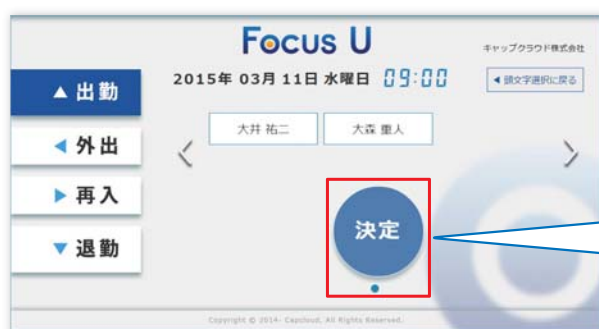 Focus U
キャップクラウド株式会社
2015年 03月 11日 水曜日 09:00
◀ 頭文字選択に戻る
▲ 出勤
◀ 外出
▶ 再入
▼ 退勤
大井 祐二
大森 重人
決定
Copyright © 2014- Capcloud. All Rights Reserved.